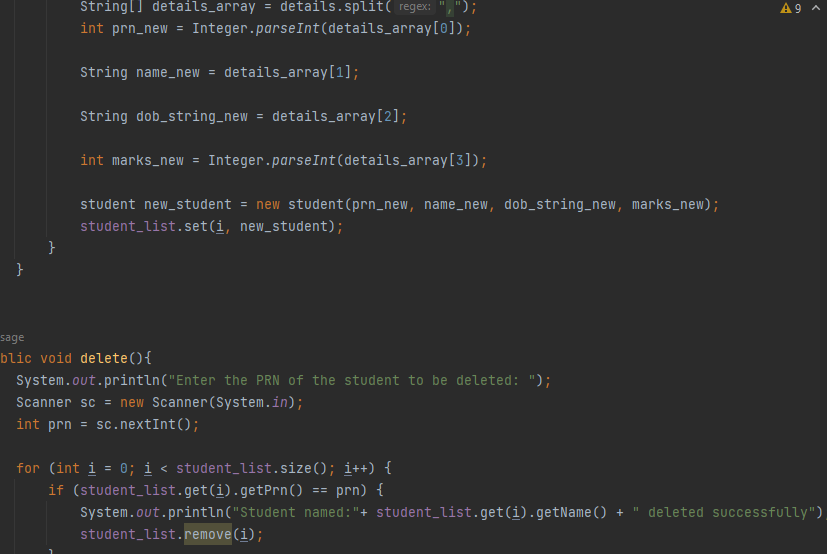 String[] details_array = details.split( regex: ",");
int prn_new = Integer.parseInt(details_array[0]);
String name_new = details_array[1];
String dob_string_new = details_array[2];
int marks_new = Integer.parseInt(details_array[3]);
student new_student = new student(prn_new, name_new, dob_string_new, marks_new);
student_list.set(i, new_student);
}
}
sage
blic void delete(){
System.out.println("Enter the PRN of the student to be deleted: ");
Scanner sc = new Scanner(System.in);
int prn = sc.nextInt();
for (int i = 0; i < student_list.size(); i++) {
if (student_list.get(i).getPrn() == prn) {
System.out.println("Student named:"+ student_list.get(i).getName() + " deleted successfully")
student_list.remove(i);
}
9